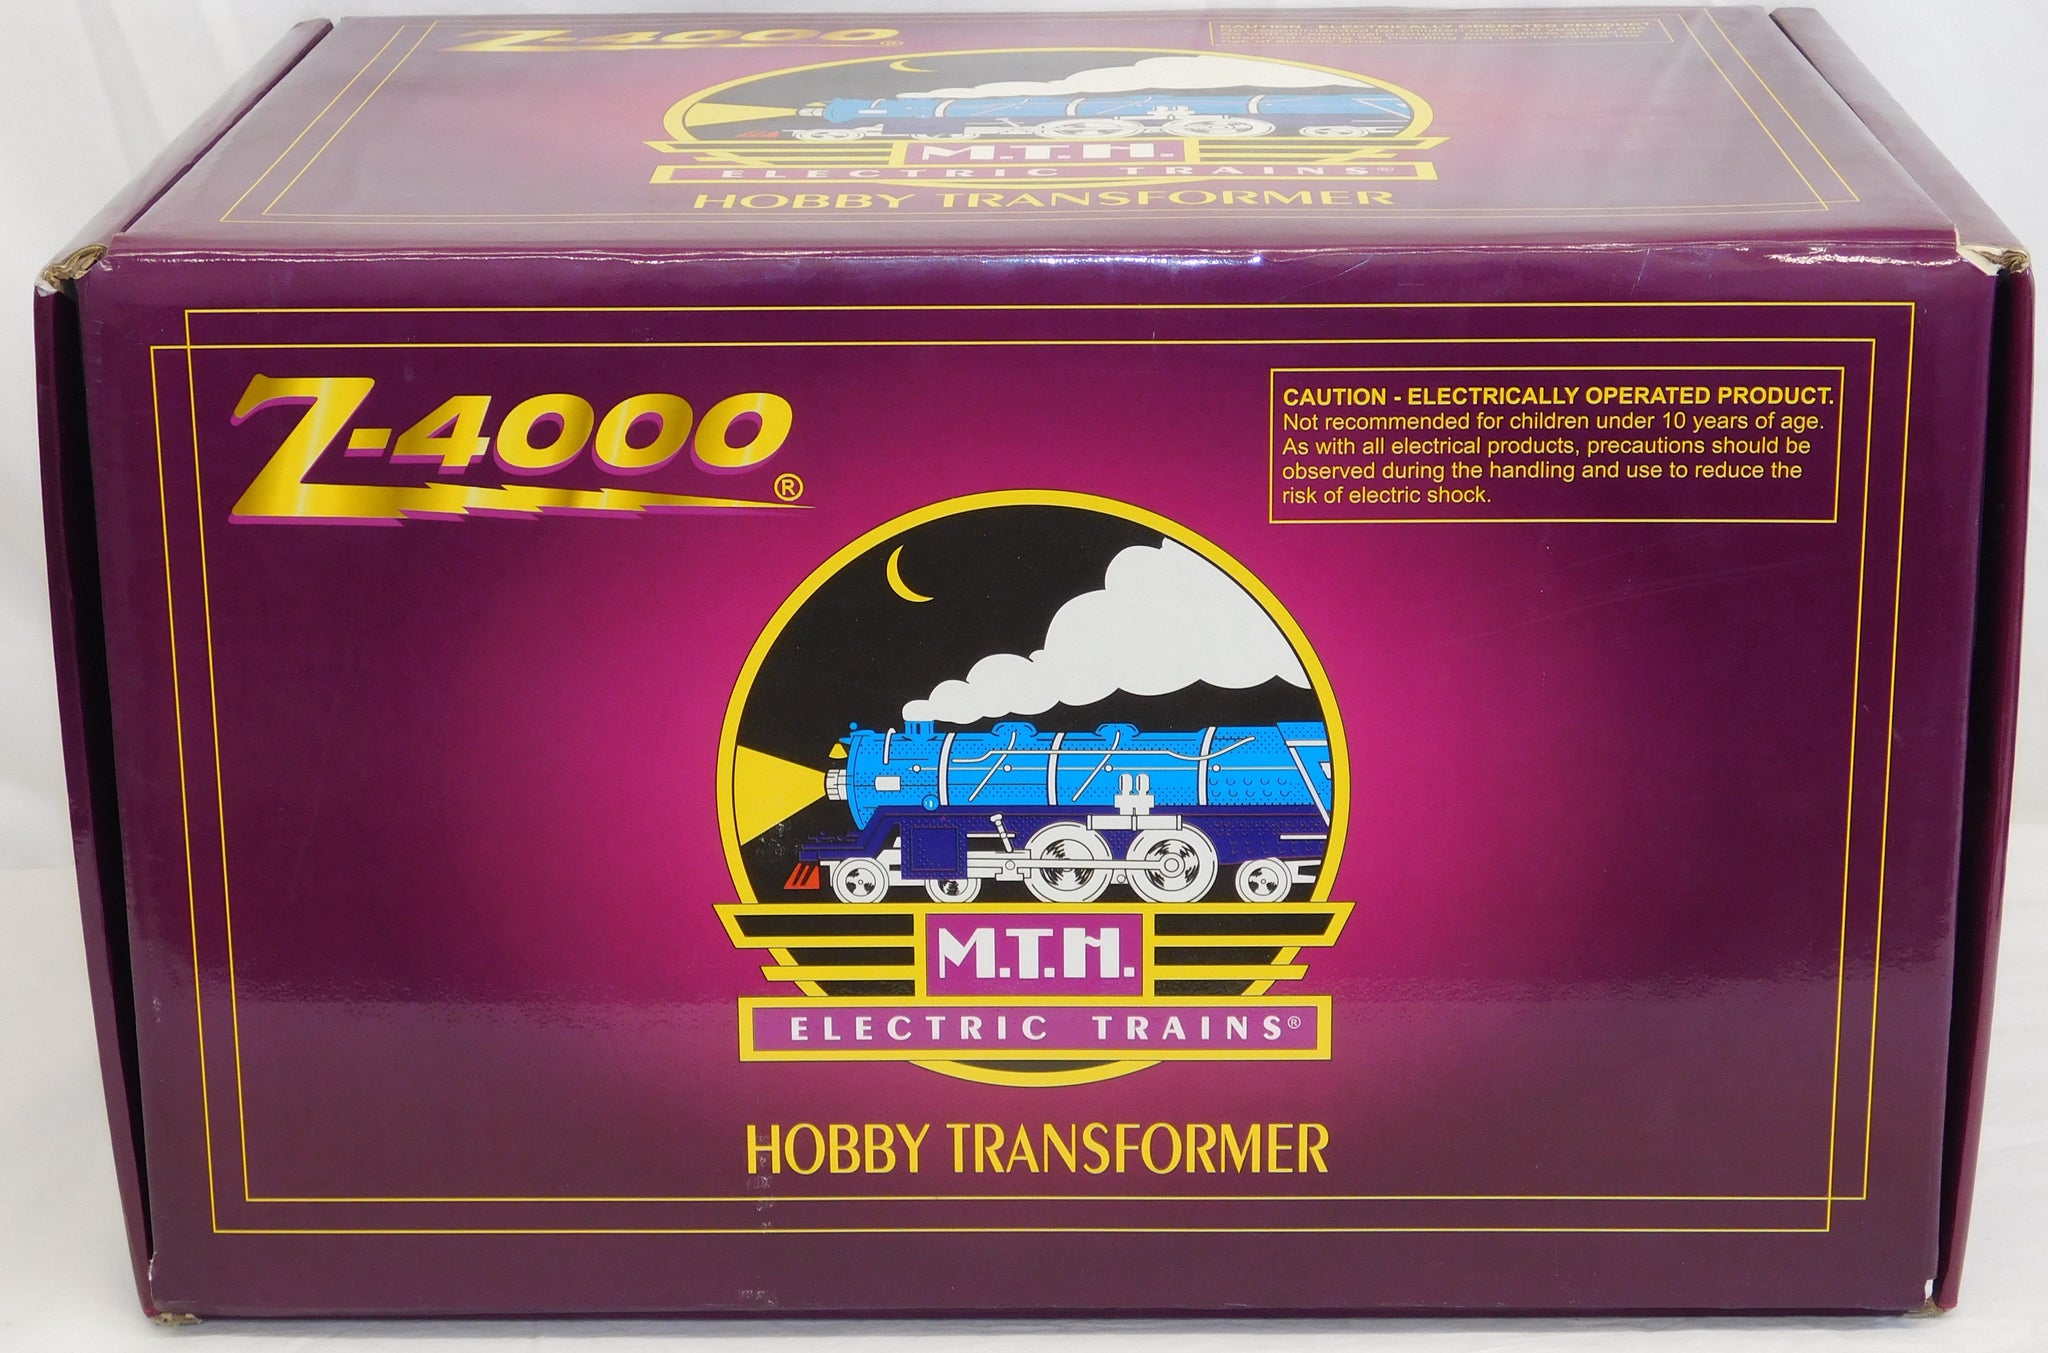 Z-4000®
M.T.H.
ELECTRIC TRAINS®
HOBBY TRANSFORMER
Z-4000®
CAUTION - ELECTRICALLY OPERATED PRODUCT.
Not recommended for children under 10 years of age.
As with all electrical products, precautions should be
observed during the handling and use to reduce the
risk of electric shock.
M.T.H.
ELECTRIC TRAINS®
HOBBY TRANSFORMER